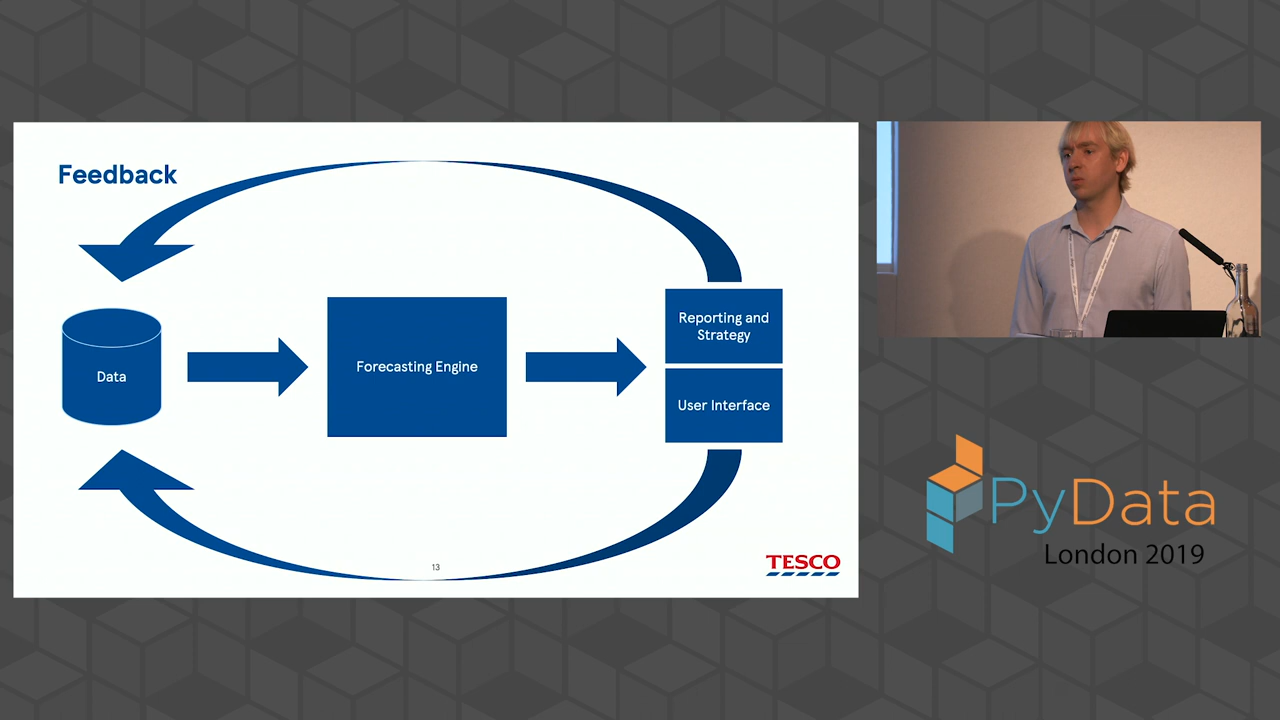 Feedback
Data
Forecasting Engine
Reporting and
Strategy
User Interface
13
TESCO
PyData
London 2019